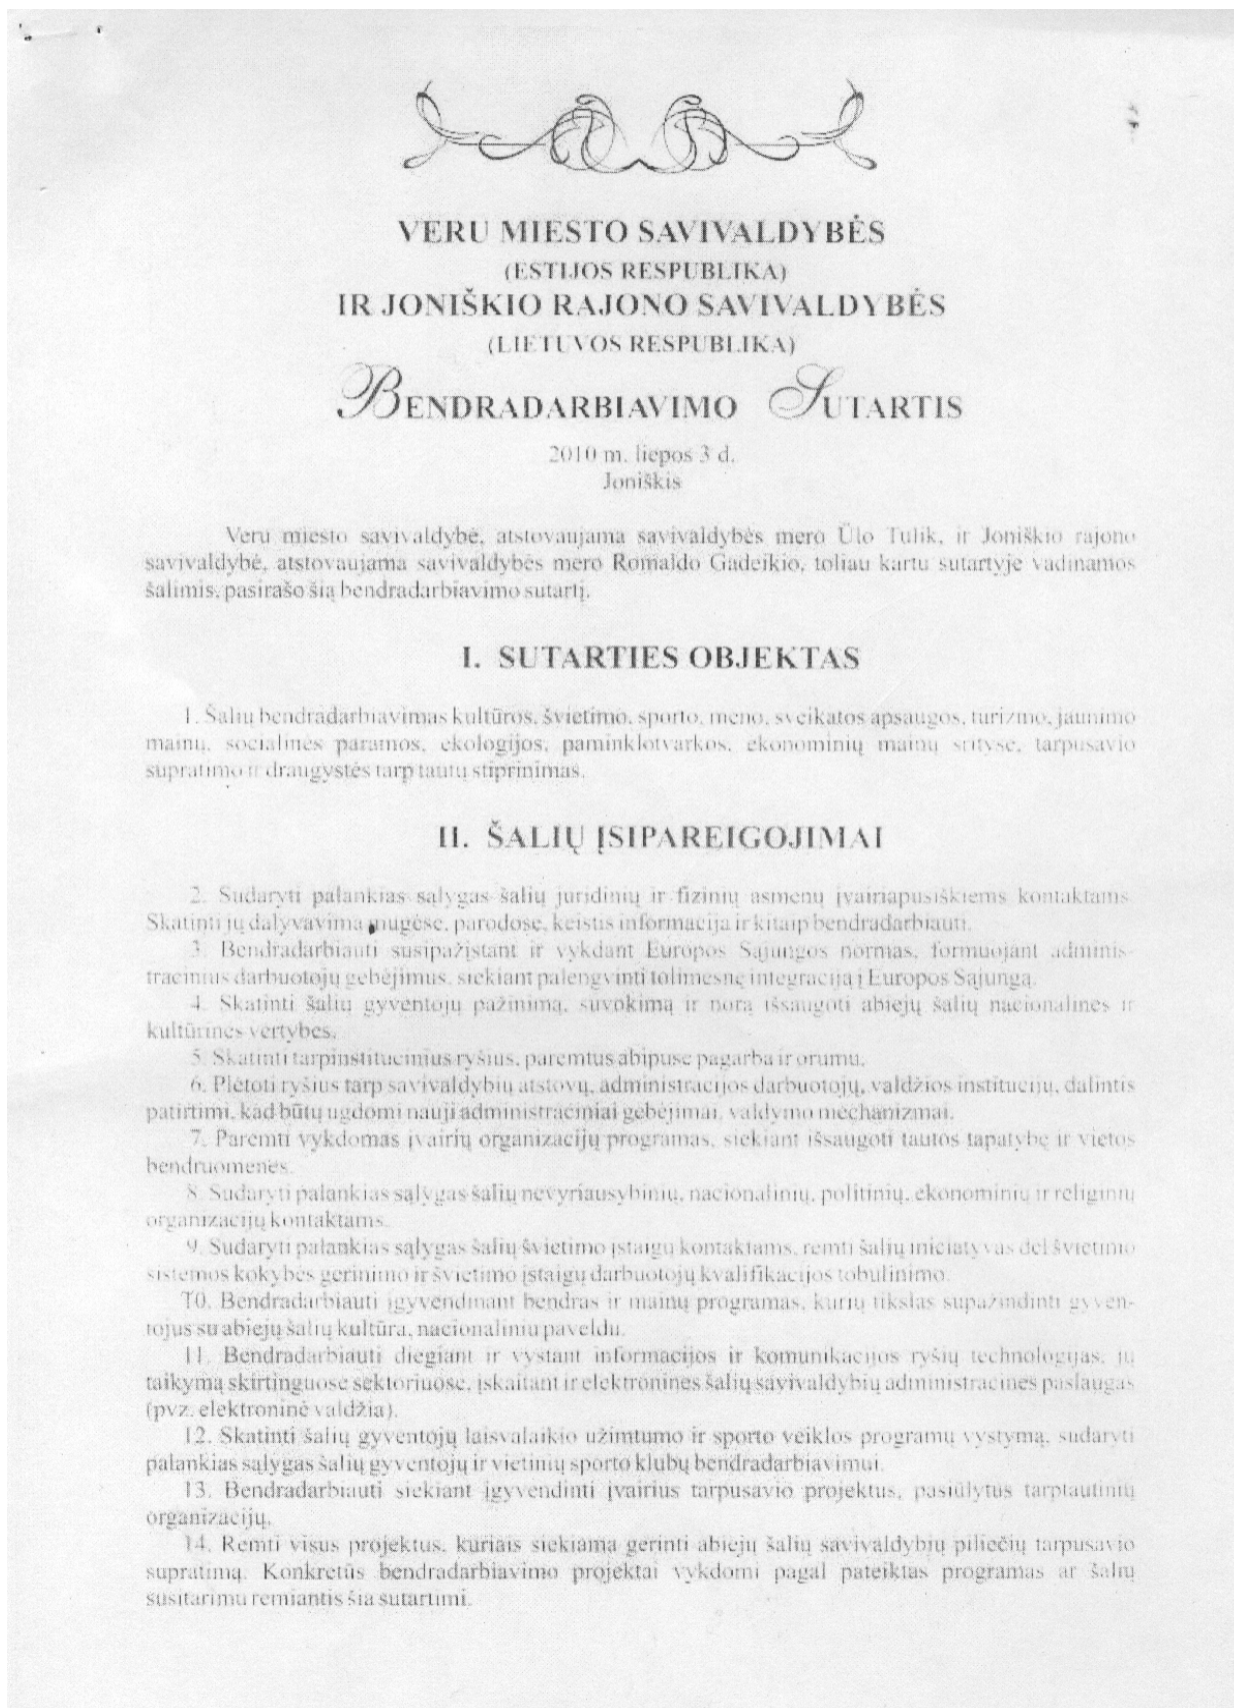 VERU MIESTO SAVIVALDYBĖS
(ESTIJOS RESPUBLIKA)
IR JONIŠKIO RAJONO SAVIVALDYBĖS
(LIETUVOS RESPUBLIKA)
BENDRADARBIAVIMO SUTARTIS
2010 m. liepos 3 d.
Joniškis
Veru miesto savivaldybė, atstovaujama savivaldybės mero Ūlo Tulik, ir Joniškio rajono
savivaldybė, atstovaujama savivaldybės mero Romaldo Gadeikio, toliau kartu sutartyje vadinamos
šalimis, pasirašo šią bendradarbiavimo sutartį.
I. SUTARTIES OBJEKTAS
1. Šalių bendradarbiavimas kultūros, švietimo, sporto, meno, sveikatos apsaugos, turizmo, jaunimo
mainų, socialinės paramos, ekologijos, paminklotvarkos, ekonominių mainų srityse, tarpusavio
supratimo ir draugystės tarp tautų stiprinimas.
II. ŠALIŲ ĮSIPAREIGOJIMAI
2. Sudaryti palankias sąlygas šalių juridinių ir fizinių asmenų įvairiapusiškiems kontaktams.
Skatinti jų dalyvavimą mugėse, parodose, keistis informacija ir kitaip bendradarbiauti.
3. Bendradarbiauti susipažįstant ir vykdant Europos Sąjungos normas, formuojant adminis-
tracinius darbuotojų gebėjimus, siekiant palengvinti tolimesnę integraciją į Europos Sąjungą.
4. Skatinti šalių gyventojų pažinimą, suvokimą ir norą išsaugoti abiejų šalių nacionalines ir
kultūrines vertybes.
5. Skatinti tarpinstitucinius ryšius, paremtus abipuse pagarba ir orumu.
6. Plėtoti ryšius tarp savivaldybių atstovų, administracijos darbuotojų, valdžios institucijų, dalintis
patirtimi, kad būtų ugdomi nauji administraciniai gebėjimai, valdymo mechanizmai.
7. Paremti vykdomas įvairių organizacijų programas, siekiant išsaugoti tautos tapatybę ir vietos
bendruomenes.
8. Sudaryti palankias sąlygas šalių nevyriausybinių, nacionalinių, politinių, ekonominių ir religinių
organizacijų kontaktams.
9. Sudaryti palankias sąlygas šalių švietimo įstaigų kontaktams, remti šalių iniciatyvas dėl švietimo
sistemos kokybės gerinimo ir švietimo įstaigų darbuotojų kvalifikacijos tobulinimo.
10. Bendradarbiauti įgyvendinant bendras ir mainų programas, kurių tikslas supažindinti gyven-
tojus su abiejų šalių kultūra, nacionaliniu paveldu.
11. Bendradarbiauti diegiant ir vystant informacijos ir komunikacijos ryšių technologijas, jų
taikymą skirtinguose sektoriuose, įskaitant ir elektronines šalių savivaldybių administracines paslaugas
(pvz. elektroninė valdžia).
12. Skatinti šalių gyventojų laisvalaikio užimtumo ir sporto veiklos programų vystymą, sudaryti
palankias sąlygas šalių gyventojų ir vietinių sporto klubų bendradarbiavimui.
13. Bendradarbiauti siekiant įgyvendinti įvairius tarpusavio projektus, pasiūlytus tarptautinių
organizacijų.
14. Remti visus projektus, kuriais siekiama gerinti abiejų šalių savivaldybių piliečių tarpusavio
supratimą. Konkretūs bendradarbiavimo projektai vykdomi pagal pateiktas programas ar šalių
susitarimu remiantis šia sutartimi.